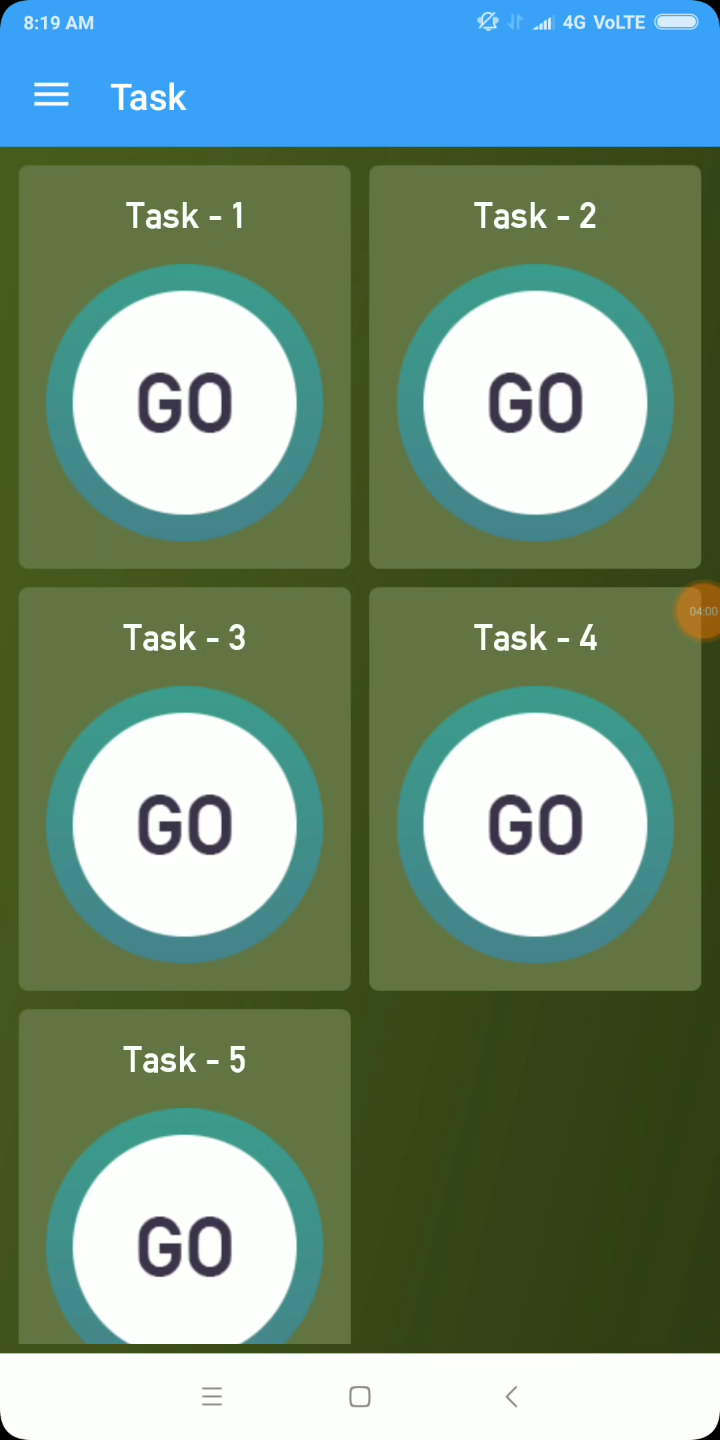 8:19 AM
4G VoLTE
Task
Task - 1
Task - 2
GO
GO
04:00
Task - 3
Task - 4
GO
GO
Task - 5
GO